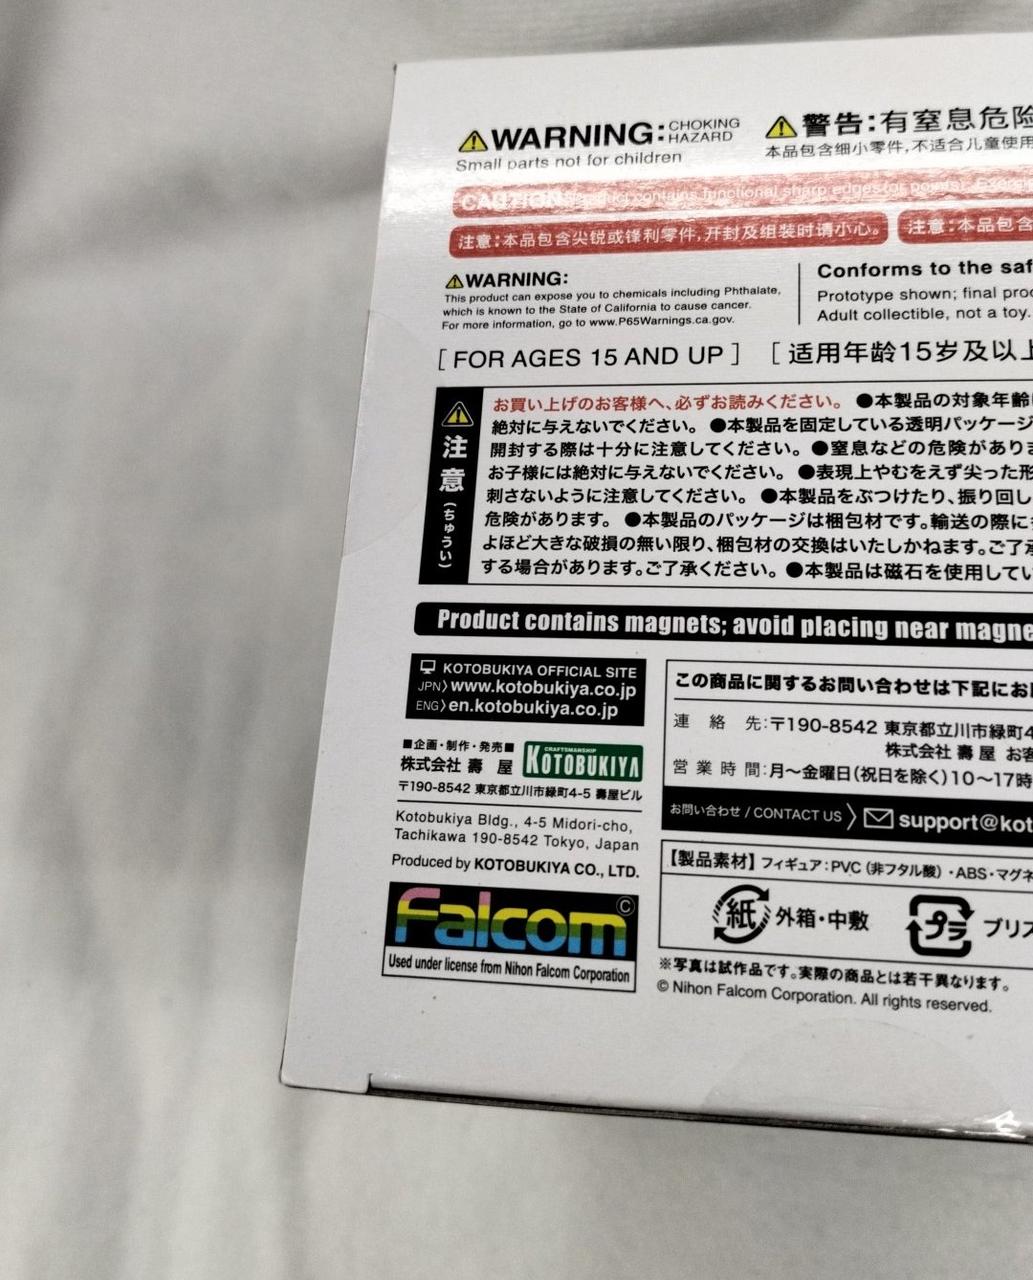 ⚠WARNING: CHOKING HAZARD
Small parts not for children
⚠警告:有窒息危险
本品包含细小零件,不适合儿童使用
CAUTION: product contains functional sharp edges (or points).
注意:本品包含尖锐或锋利零件,开封及组装时请小心。
注意:本品包含
⚠WARNING:
This product can expose you to chemicals including Phthalate,
which is known to the State of California to cause cancer.
For more information, go to www.P65Warnings.ca.gov.
Conforms to the saf
Prototype shown; final pro
Adult collectible, not a toy.
[ FOR AGES 15 AND UP ] [ 适用年龄15岁及以上
注意(ちゅうい)
お買い上げのお客様へ、必ずお読みください。 ●本製品の対象年齢
絶対に与えないでください。 ●本製品を固定している透明パッケージ
開封する際は十分に注意してください。 ●窒息などの危険があり
お子様には絶対に与えないでください。 ●表現上やむをえず尖った形
刺さないように注意してください。 ●本製品をぶつけたり、振り回し
危険があります。 ●本製品のパッケージは梱包材です。輸送の際に
よほど大きな破損の無い限り、梱包材の交換はいたしかねます。ご了承
する場合があります。ご了承ください。 ●本製品は磁石を使用してい
Product contains magnets; avoid placing near magne
KOTOBUKIYA OFFICIAL SITE
JPN〉www.kotobukiya.co.jp
ENG〉en.kotobukiya.co.jp
■企画・制作・発売■
株式会社 壽 屋
CRAFTSMANSHIP
KOTOBUKIYA
〒190-8542 東京都立川市緑町4-5 壽屋ビル
Kotobukiya Bldg., 4-5 Midori-cho,
Tachikawa 190-8542 Tokyo, Japan
Produced by KOTOBUKIYA CO., LTD.
Falcom ©
Used under license from Nihon Falcom Corporation
この商品に関するお問い合わせは下記にお
連 絡 先:〒190-8542 東京都立川市緑町4
株式会社 壽 屋 お客
営 業 時 間:月〜金曜日(祝日を除く)10〜17時
お問い合わせ / CONTACT US 〉 support@kot
【製品素材】フィギュア:PVC(非フタル酸)・ABS・マグネ
紙 外箱・中敷
プラ ブリス
※写真は試作品です。実際の商品とは若干異なります。
© Nihon Falcom Corporation. All rights reserved.